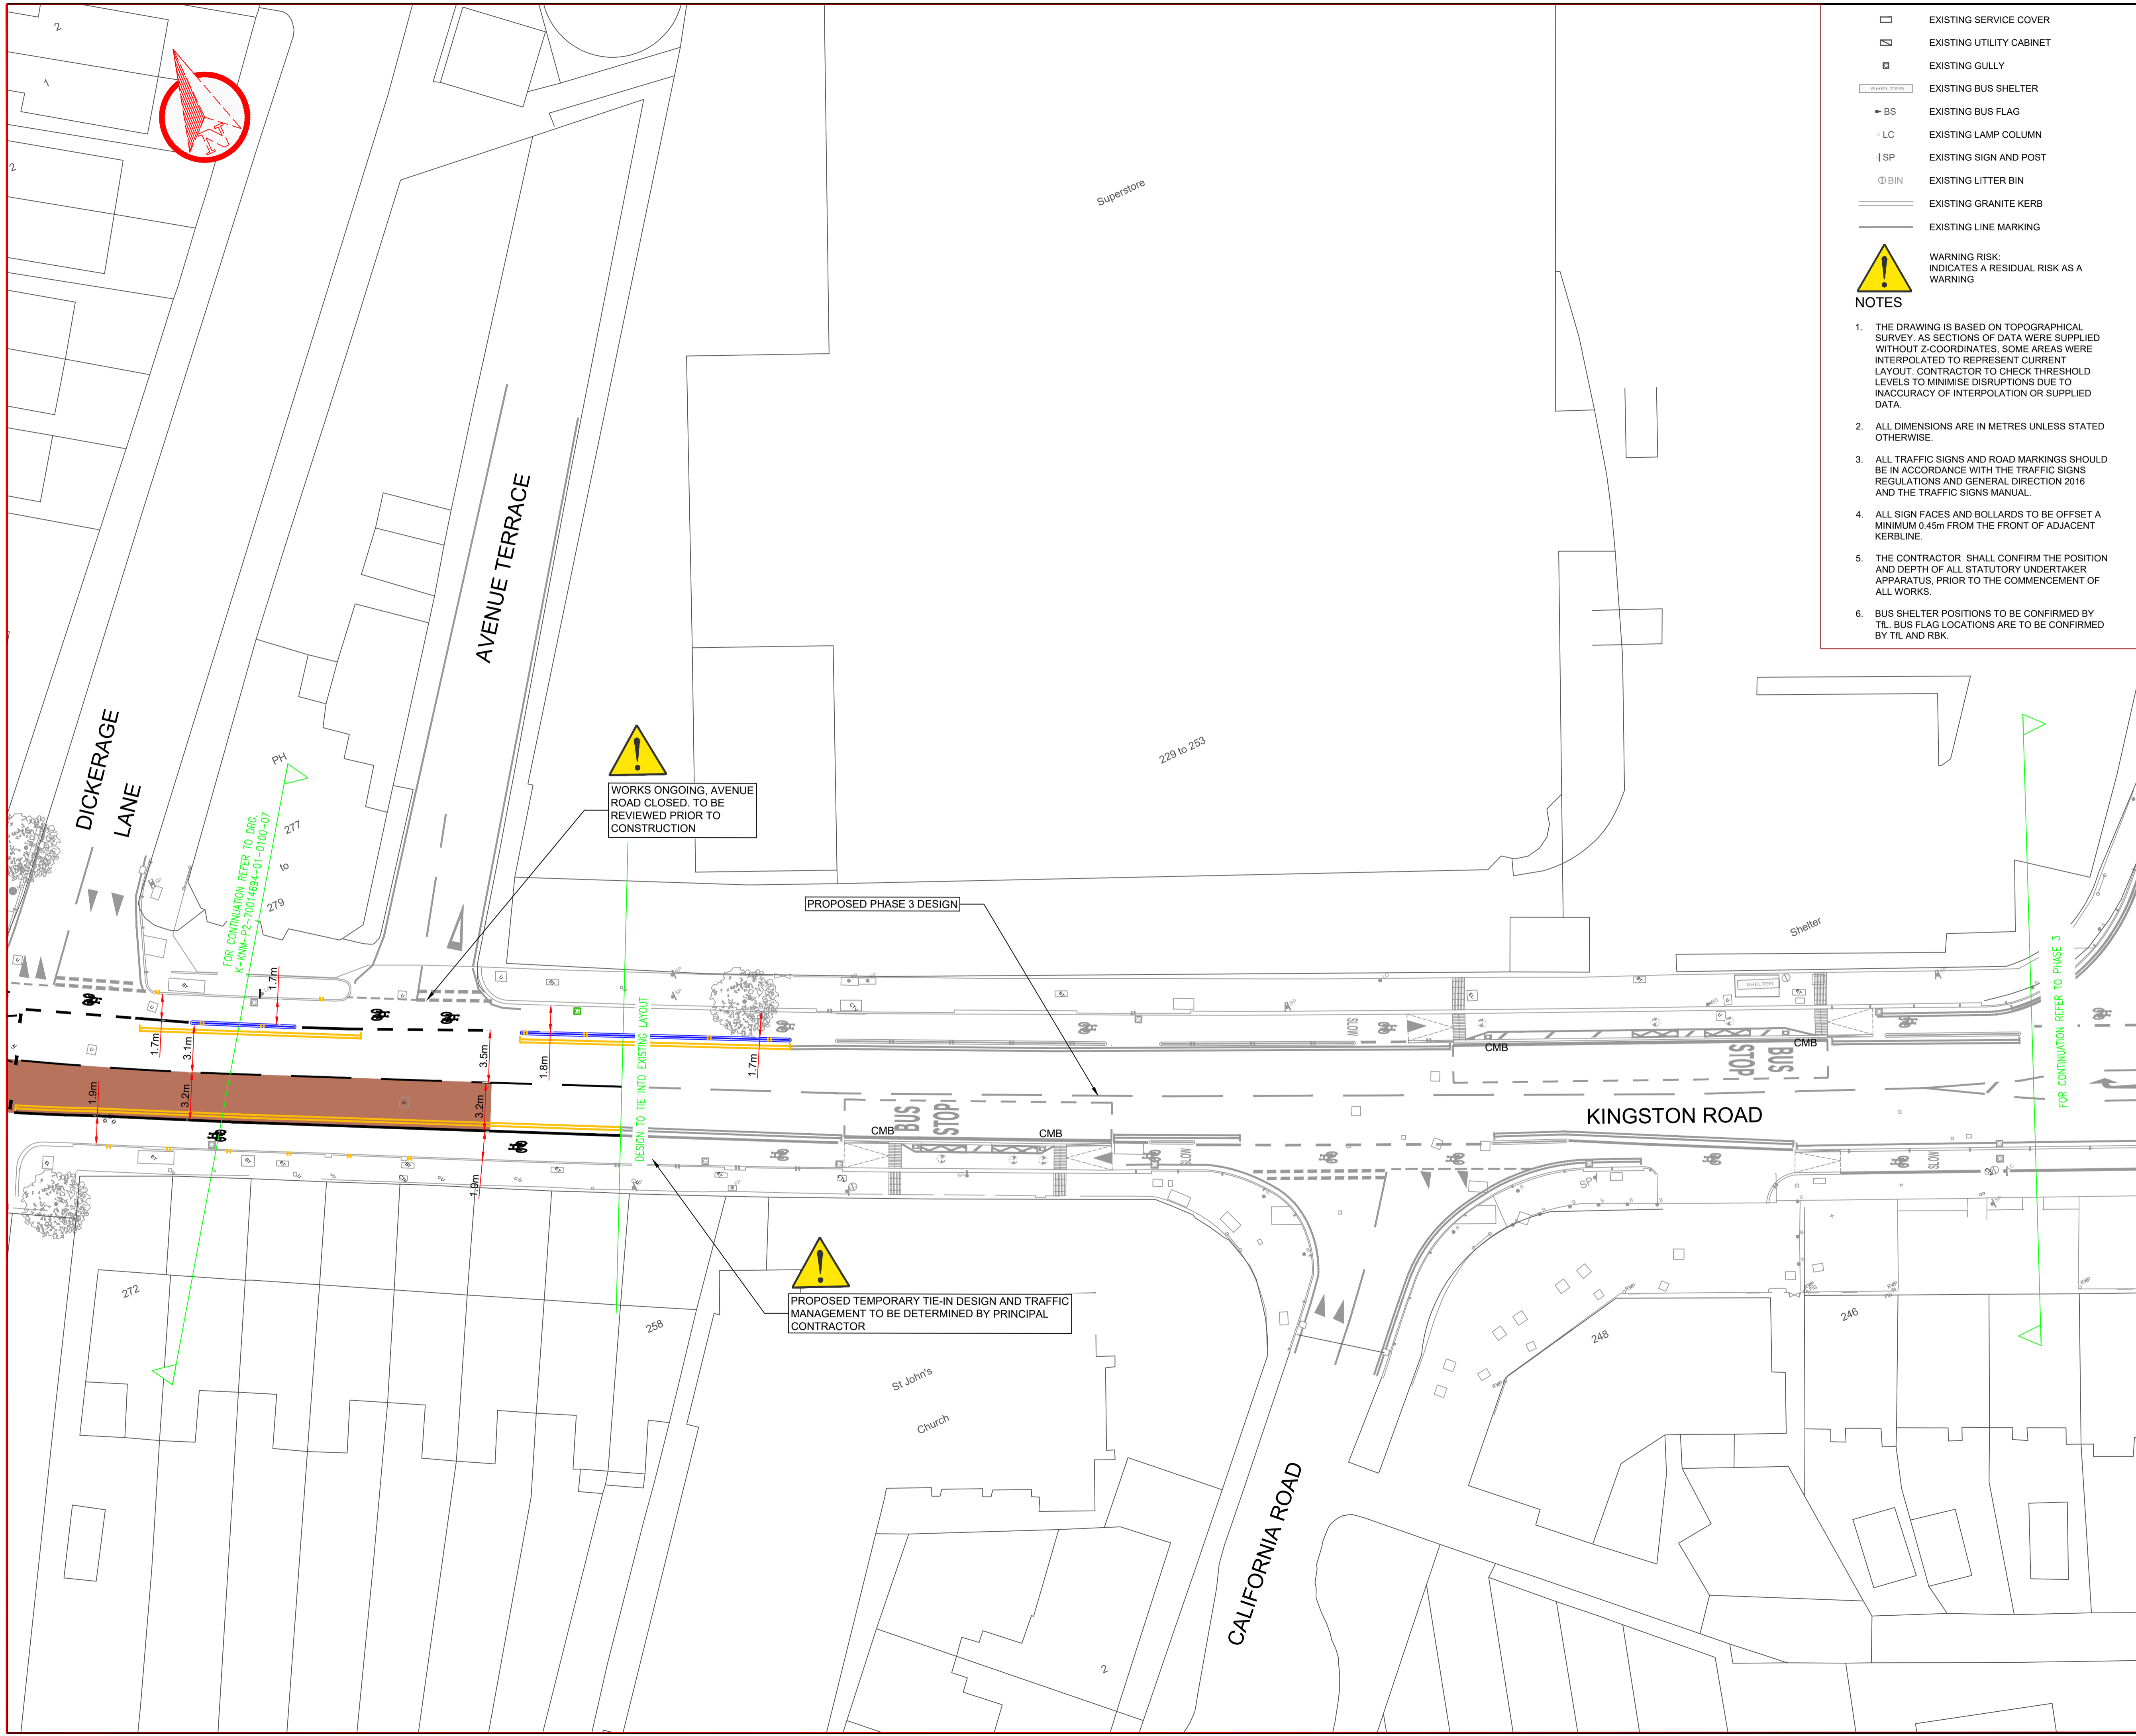 EXISTING SERVICE COVER
EXISTING UTILITY CABINET
EXISTING GULLY
SHELTER EXISTING BUS SHELTER
BS EXISTING BUS FLAG
LC EXISTING LAMP COLUMN
SP EXISTING SIGN AND POST
BIN EXISTING LITTER BIN
EXISTING GRANITE KERB
EXISTING LINE MARKING
WARNING RISK:
INDICATES A RESIDUAL RISK AS A
WARNING
NOTES
1. THE DRAWING IS BASED ON TOPOGRAPHICAL
SURVEY. AS SECTIONS OF DATA WERE SUPPLIED
WITHOUT Z-COORDINATES, SOME AREAS WERE
INTERPOLATED TO REPRESENT CURRENT
LAYOUT. CONTRACTOR TO CHECK THRESHOLD
LEVELS TO MINIMISE DISRUPTIONS DUE TO
INACCURACY OF INTERPOLATION OR SUPPLIED
DATA.
2. ALL DIMENSIONS ARE IN METRES UNLESS STATED
OTHERWISE.
3. ALL TRAFFIC SIGNS AND ROAD MARKINGS SHOULD
BE IN ACCORDANCE WITH THE TRAFFIC SIGNS
REGULATIONS AND GENERAL DIRECTION 2016
AND THE TRAFFIC SIGNS MANUAL.
4. ALL SIGN FACES AND BOLLARDS TO BE OFFSET A
MINIMUM 0.45m FROM THE FRONT OF ADJACENT
KERBLINE.
5. THE CONTRACTOR SHALL CONFIRM THE POSITION
AND DEPTH OF ALL STATUTORY UNDERTAKER
APPARATUS, PRIOR TO THE COMMENCEMENT OF
ALL WORKS.
6. BUS SHELTER POSITIONS TO BE CONFIRMED BY
TfL. BUS FLAG LOCATIONS ARE TO BE CONFIRMED
BY TfL AND RBK.
2
1
2
Superstore
AVENUE TERRACE
DICKERAGE
LANE
PH
277
to
279
229 to 253
Shelter
FOR CONTINUATION REFER TO DRG,
K-KNM-P2-70014694-01-0100-07
WORKS ONGOING, AVENUE
ROAD CLOSED. TO BE
REVIEWED PRIOR TO
CONSTRUCTION
PROPOSED PHASE 3 DESIGN
DESIGN TO TIE INTO EXISTING LAYOUT
FOR CONTINUATION REFER TO PHASE 3
1.7m
1.7m
3.1m
3.5m
1.8m
1.7m
1.9m
3.2m
3.2m
1.9m
SLOW
SHELTER
CMB
CMB
BUS
STOP
BUS
STOP
CMB
CMB
KINGSTON ROAD
SLOW
SLOW
SP
PROPOSED TEMPORARY TIE-IN DESIGN AND TRAFFIC
MANAGEMENT TO BE DETERMINED BY PRINCIPAL
CONTRACTOR
272
258
St John's
Church
248
246
CALIFORNIA ROAD
2